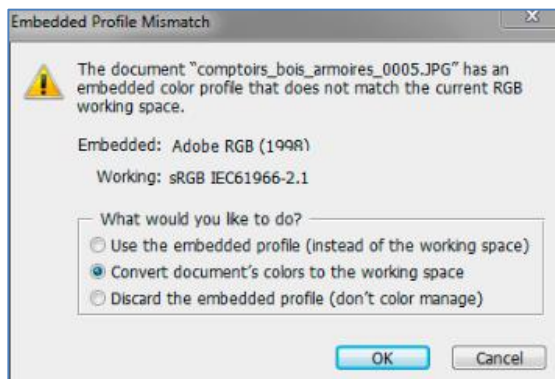 Embedded Profile Mismatch
The document "comptoirs_bois_armoires_0005.JPG" has an
embedded color profile that does not match the current RGB
working space.
Embedded: Adobe RGB (1998)
Working: sRGB IEC61966-2.1
What would you like to do?
Use the embedded profile (instead of the working space)
Convert document's colors to the working space
Discard the embedded profile (don't color manage)
OK Cancel